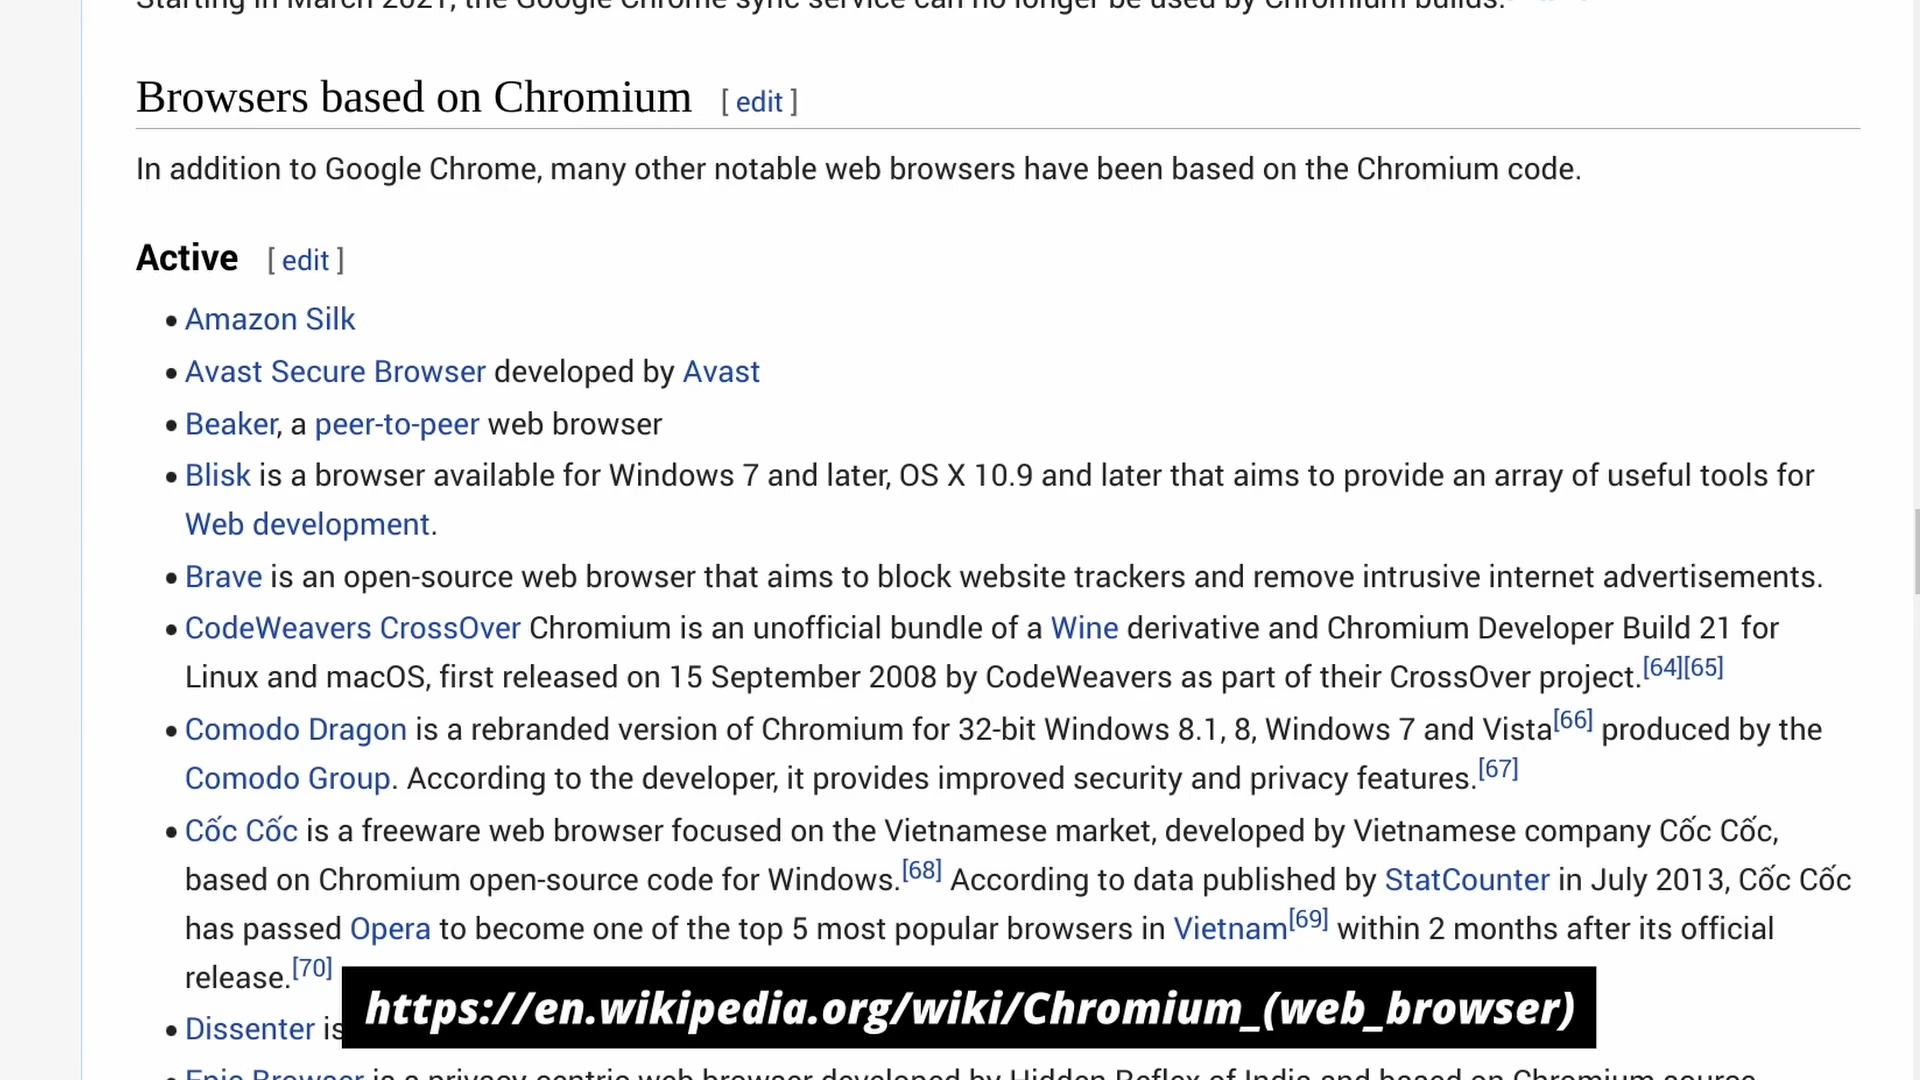 Starting in March 2021, the Google Chrome sync service can no longer be used by Chromium builds.
Browsers based on Chromium [ edit ]
In addition to Google Chrome, many other notable web browsers have been based on the Chromium code.
Active [ edit ]
• Amazon Silk
• Avast Secure Browser developed by Avast
• Beaker, a peer-to-peer web browser
• Blisk is a browser available for Windows 7 and later, OS X 10.9 and later that aims to provide an array of useful tools for
Web development.
• Brave is an open-source web browser that aims to block website trackers and remove intrusive internet advertisements.
• CodeWeavers CrossOver Chromium is an unofficial bundle of a Wine derivative and Chromium Developer Build 21 for
Linux and macOS, first released on 15 September 2008 by CodeWeavers as part of their CrossOver project.[64][65]
• Comodo Dragon is a rebranded version of Chromium for 32-bit Windows 8.1, 8, Windows 7 and Vista[66] produced by the
Comodo Group. According to the developer, it provides improved security and privacy features.[67]
• Cốc Cốc is a freeware web browser focused on the Vietnamese market, developed by Vietnamese company Cốc Cốc,
based on Chromium open-source code for Windows.[68] According to data published by StatCounter in July 2013, Cốc Cốc
has passed Opera to become one of the top 5 most popular browsers in Vietnam[69] within 2 months after its official
release.[70]
https://en.wikipedia.org/wiki/Chromium_(web_browser)
• Dissenter is
• Epic Browser is a privacy-centric web browser developed by Hidden Reflex of India and based on Chromium source